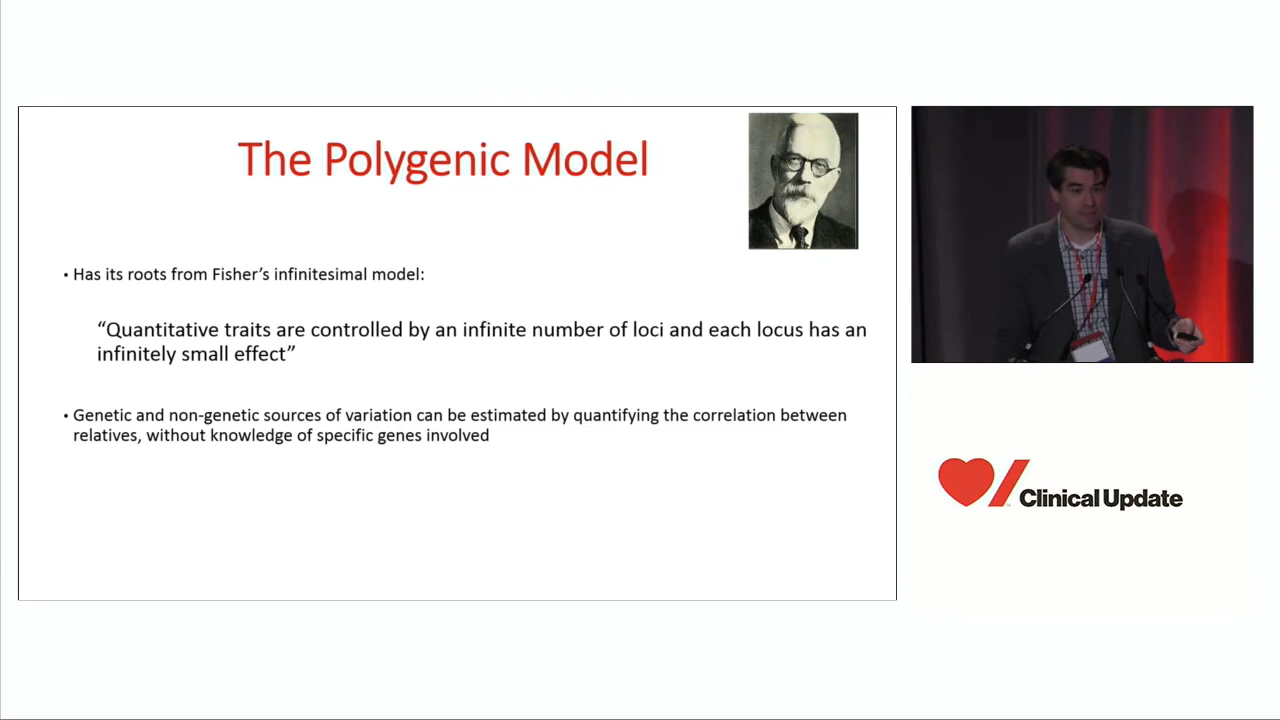 The Polygenic Model
• Has its roots from Fisher’s infinitesimal model:
“Quantitative traits are controlled by an infinite number of loci and each locus has an
infinitely small effect”
• Genetic and non-genetic sources of variation can be estimated by quantifying the correlation between
relatives, without knowledge of specific genes involved
Clinical Update